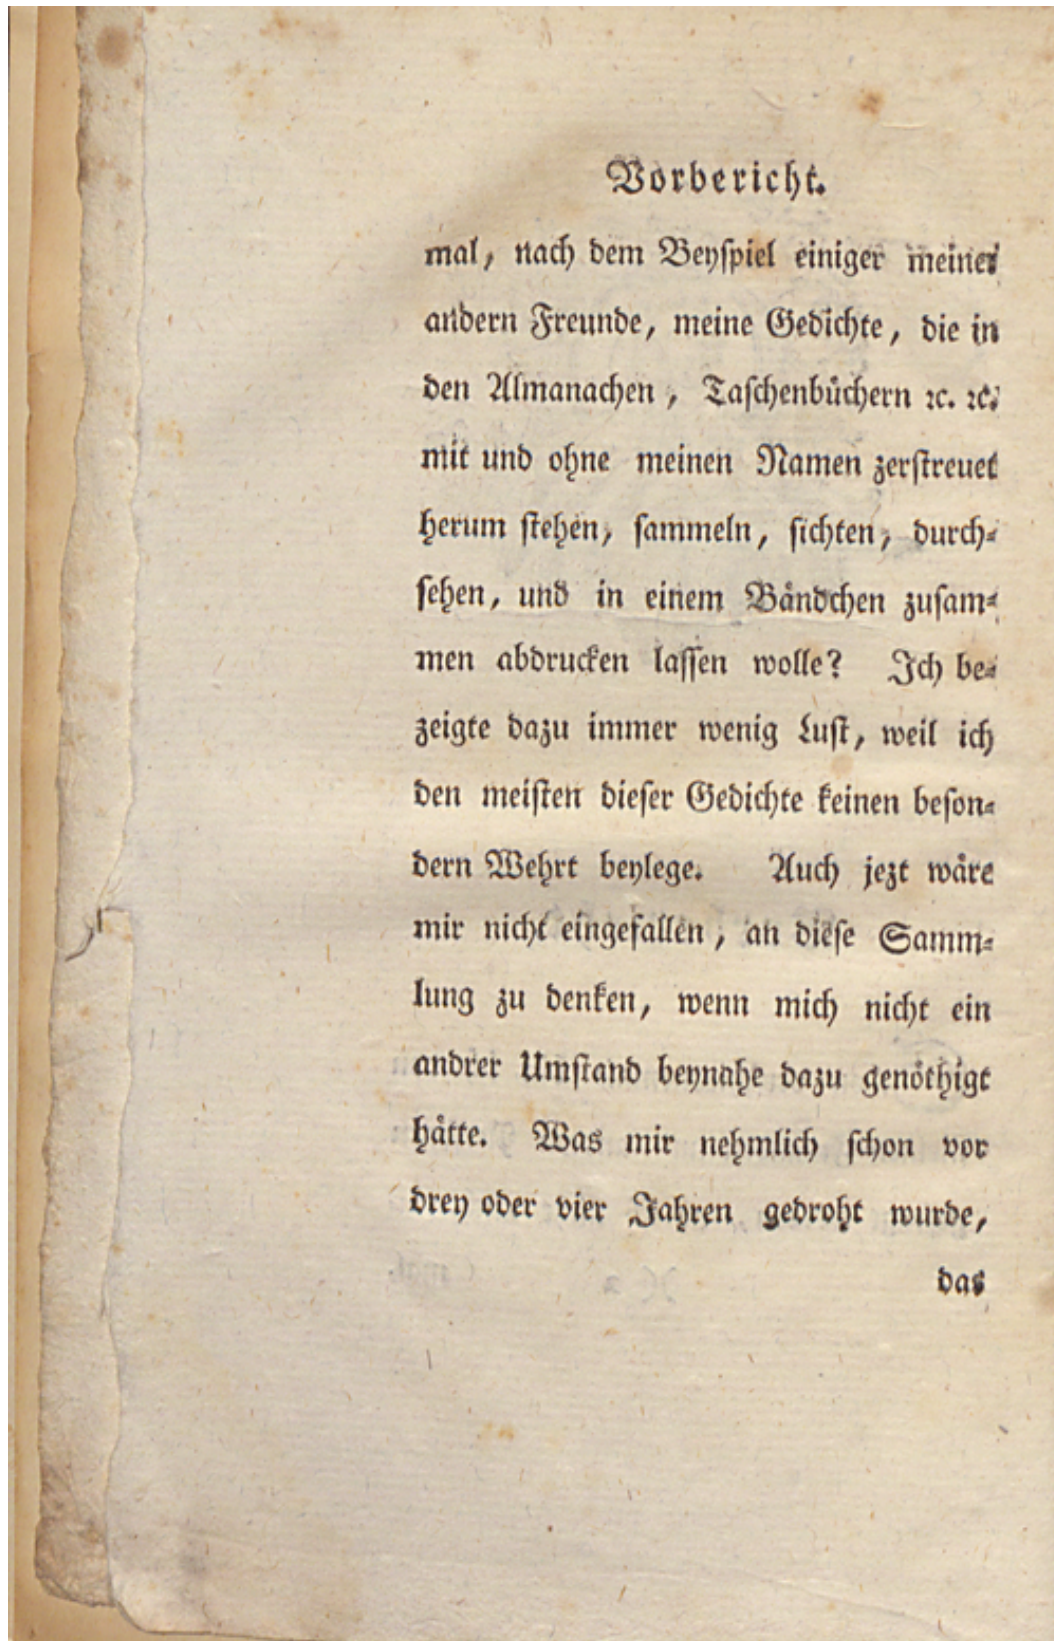 Vorbericht.
mal, nach dem Beyspiel einiger meiner
andern Freunde, meine Gedichte, die in
den Almanachen, Taschenbüchern ꝛc. ꝛc.
mit und ohne meinen Namen zerstreuet
herum stehen, sammeln, sichten, durch-
sehen, und in einem Bändchen zusam-
men abdrucken lassen wolle? Ich be-
zeigte dazu immer wenig Lust, weil ich
den meisten dieser Gedichte keinen beson-
dern Wehrt beylege. Auch jezt wäre
mir nicht eingefallen, an diese Samm-
lung zu denken, wenn mich nicht ein
andrer Umstand beynahe dazu genöthigt
hätte. Was mir nehmlich schon vor
drey oder vier Jahren gedroht wurde,
das